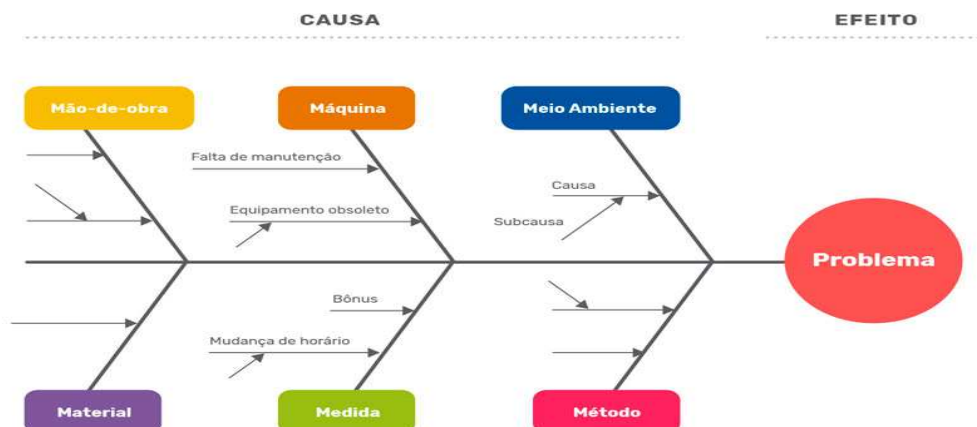 CAUSA
EFEITO
Mão-de-obra
Máquina
Meio Ambiente
Falta de manutenção
Causa
Equipamento obsoleto
Subcausa
Problema
Bônus
Mudança de horário
Material
Medida
Método